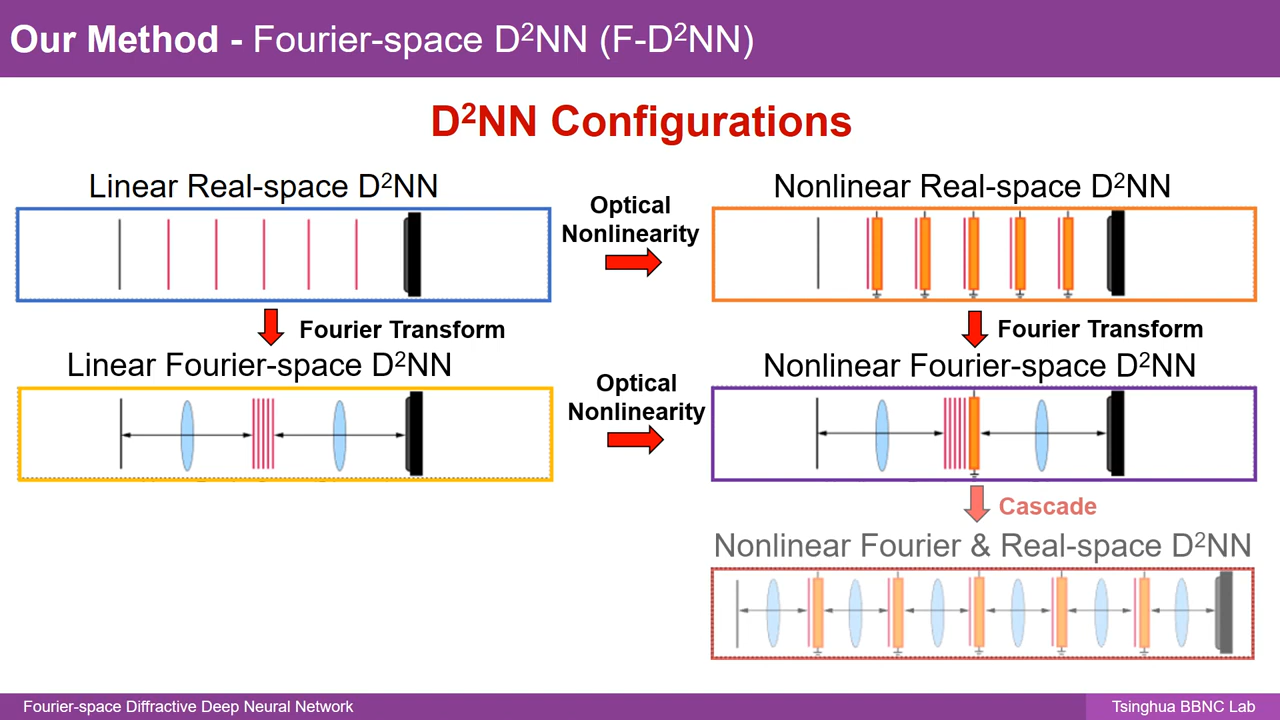 Our Method - Fourier-space D²NN (F-D²NN)
D²NN Configurations
Linear Real-space D²NN
Optical
Nonlinearity
Nonlinear Real-space D²NN
Fourier Transform
Fourier Transform
Linear Fourier-space D²NN
Optical
Nonlinearity
Nonlinear Fourier-space D²NN
Cascade
Nonlinear Fourier & Real-space D²NN
Fourier-space Diffractive Deep Neural Network
Tsinghua BBNC Lab